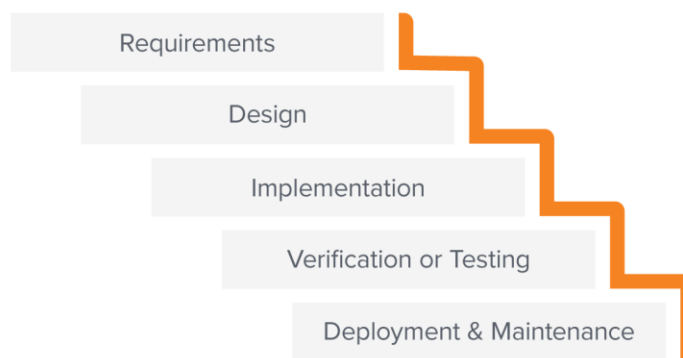 Requirements
Design
Implementation
Verification or Testing
Deployment & Maintenance